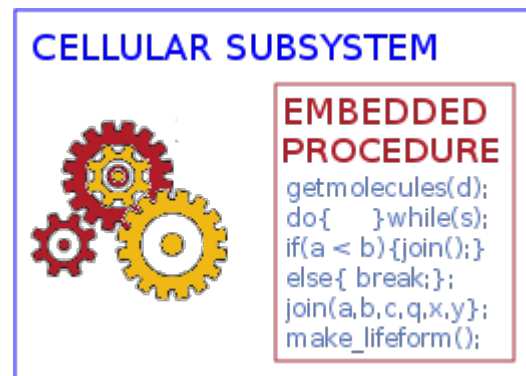 CELLULAR SUBSYSTEM
EMBEDDED
PROCEDURE
getmolecules(d);
do{ }while(s);
if(a < b){join();}
else{ break;};
join(a,b,c,q,x,y};
make_lifeform();